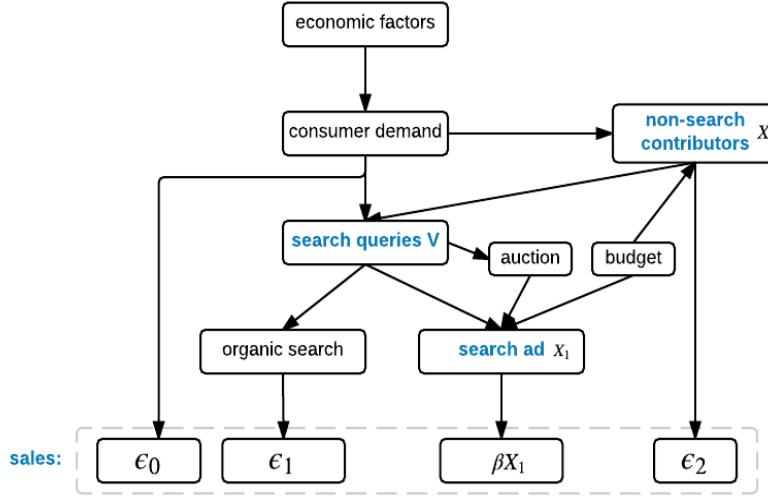 economic factors
consumer demand
non-search
contributors X
search queries V
auction
budget
organic search
search ad X₁
sales:
ϵ₀
ϵ₁
βX₁
ϵ₂